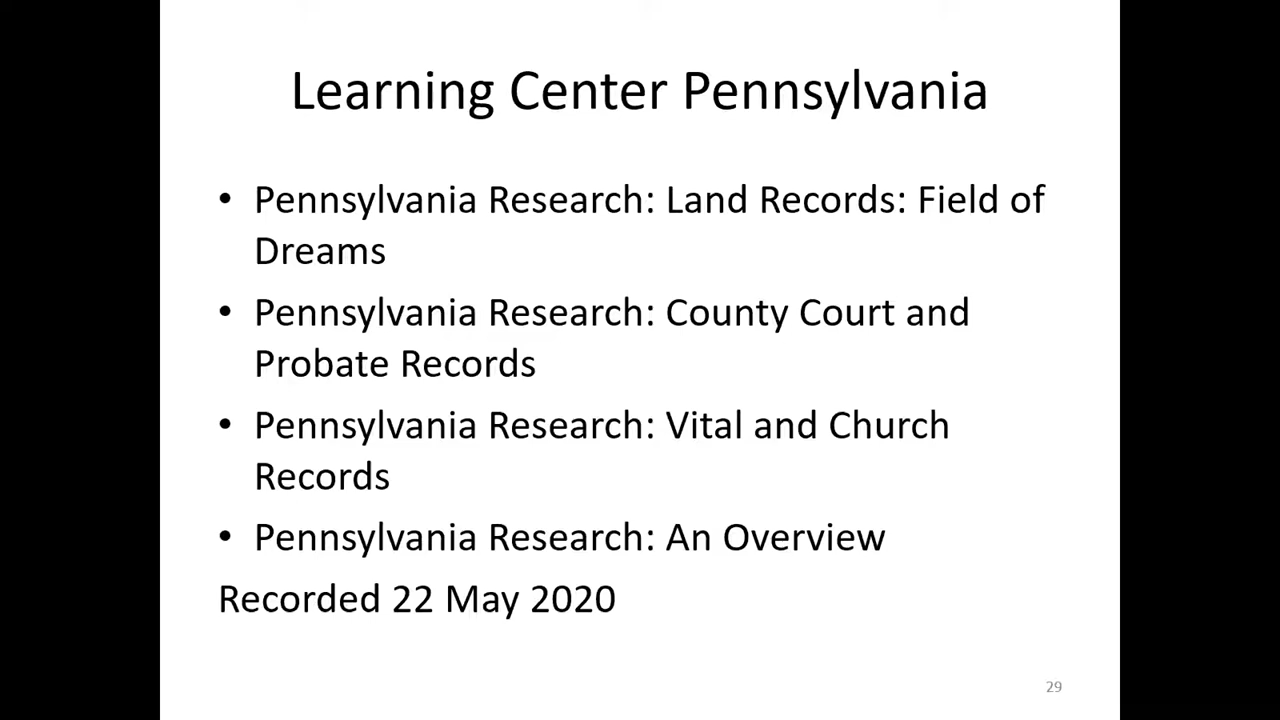 Learning Center Pennsylvania
• Pennsylvania Research: Land Records: Field of
Dreams
• Pennsylvania Research: County Court and
Probate Records
• Pennsylvania Research: Vital and Church
Records
• Pennsylvania Research: An Overview
Recorded 22 May 2020
29